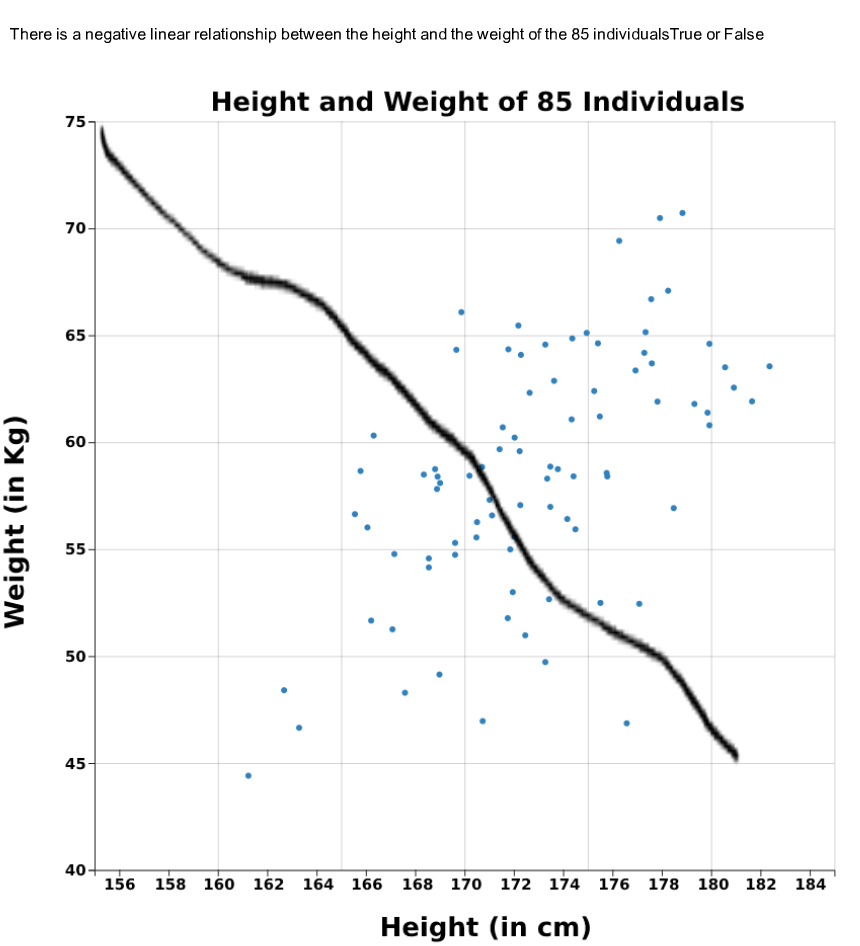 There is a negative linear relationship between the height and the weight of the 85 individualsTrue or False
Height and Weight of 85 Individuals
75
70
65
60
55
50
45
40
Weight (in Kg)
156 158 160 162 164 166 168 170 172 174 176 178 180 182 184
Height (in cm)